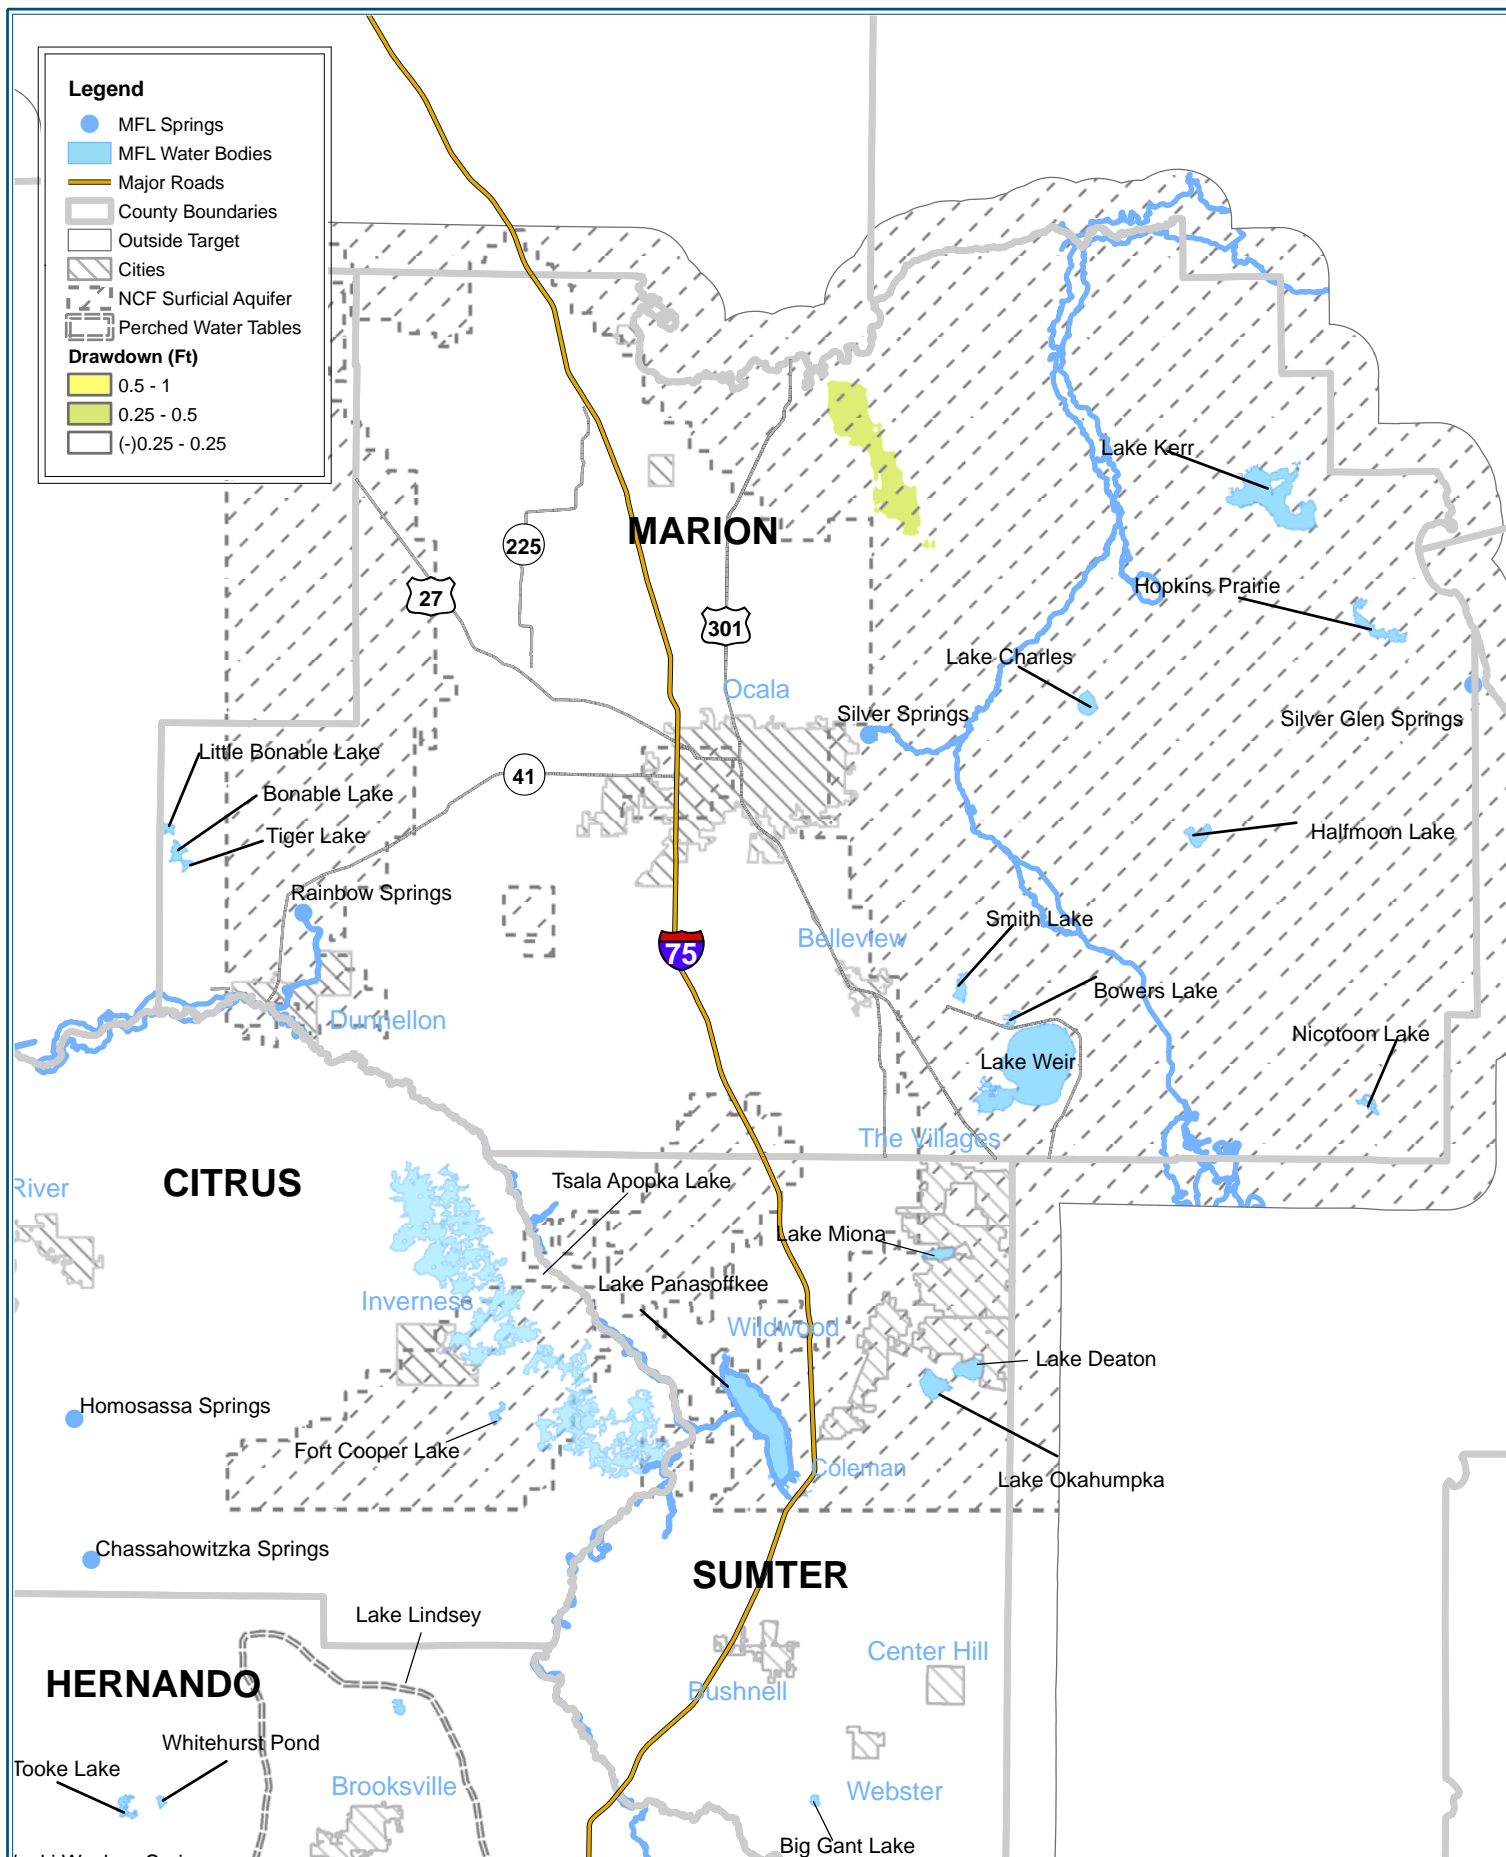 Legend
MFL Springs
MFL Water Bodies
Major Roads
County Boundaries
Outside Target
Cities
NCF Surficial Aquifer
Perched Water Tables
Drawdown (Ft)
0.5 - 1
0.25 - 0.5
(-)0.25 - 0.25
Lake Kerr
MARION
225
27
Hopkins Prairie
301
Lake Charles
Ocala
Silver Springs
Silver Glen Springs
Little Bonable Lake
41
Bonable Lake
Tiger Lake
Halfmoon Lake
Rainbow Springs
Smith Lake
Belleview
75
Bowers Lake
Dunnellon
Nicotoon Lake
Lake Weir
The Villages
CITRUS
River
Tsala Apopka Lake
Lake Miona
Lake Panasoffkee
Inverness
Wildwood
Lake Deaton
Homosassa Springs
Fort Cooper Lake
Coleman
Lake Okahumpka
Chassahowitzka Springs
SUMTER
Lake Lindsey
Center Hill
HERNANDO
Bushnell
Whitehurst Pond
Tooke Lake
Brooksville
Webster
Big Gant Lake